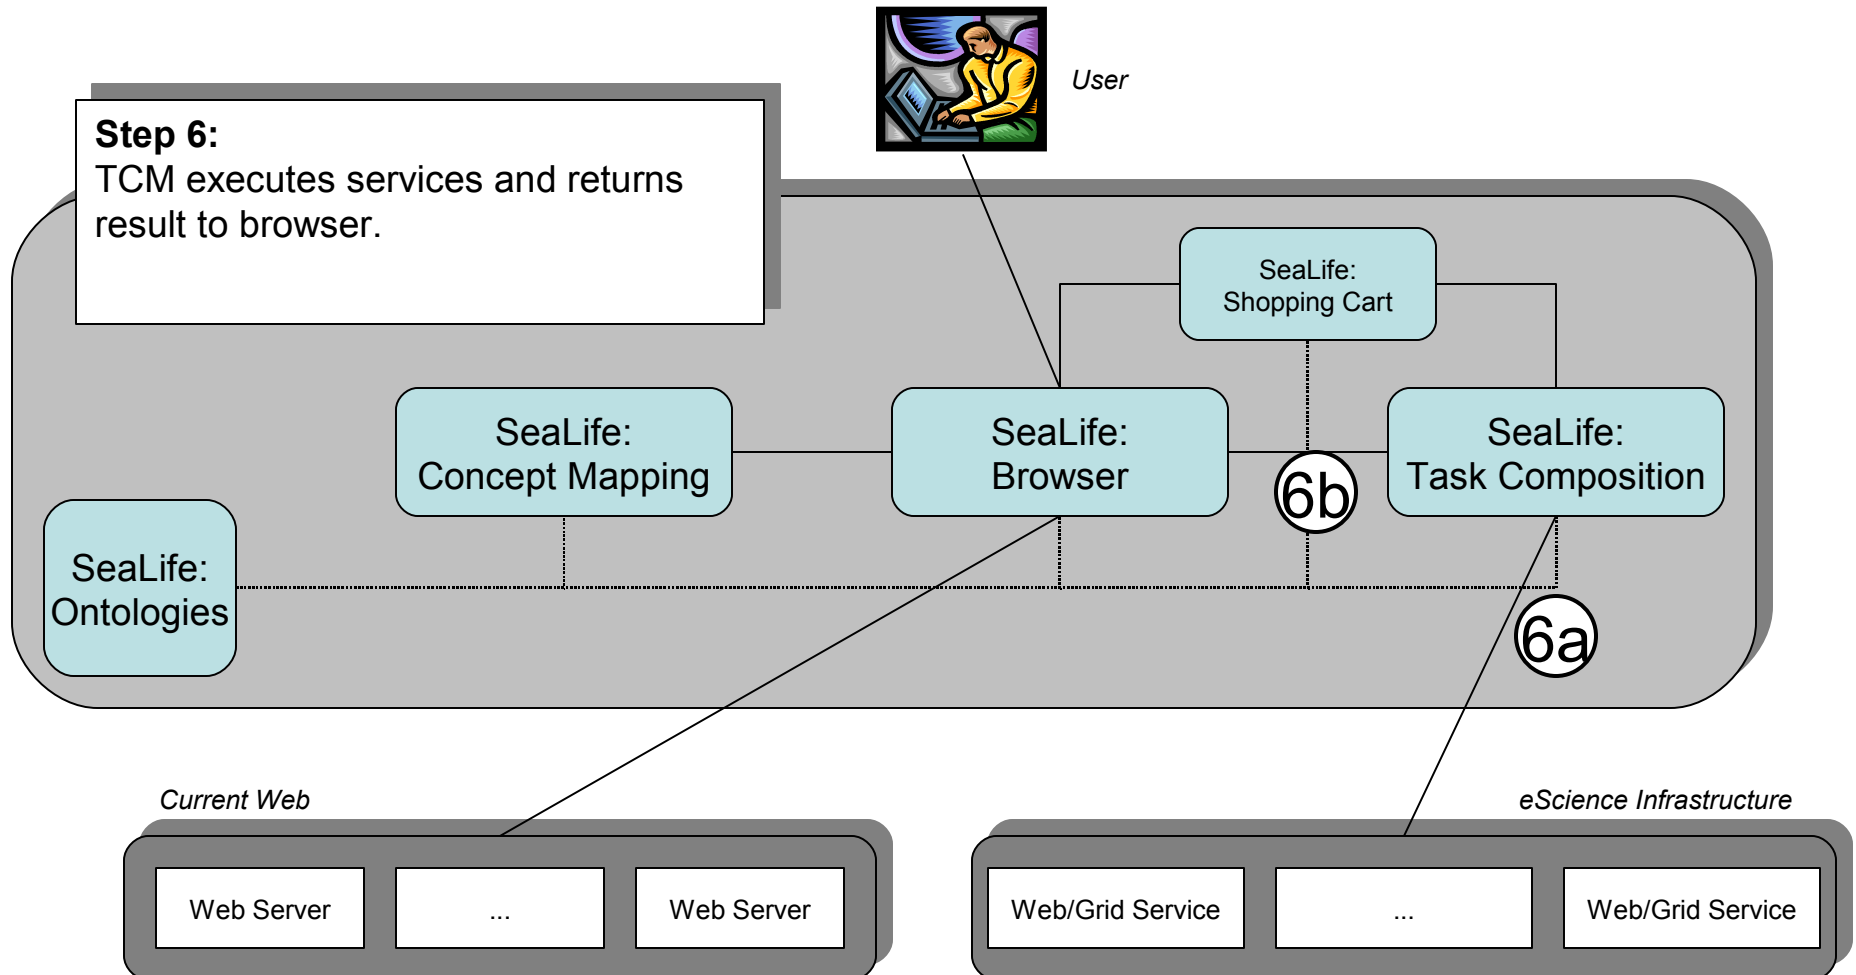 User
Step 6:
TCM executes services and returns
result to browser.
SeaLife:
Shopping Cart
SeaLife:
Concept Mapping
SeaLife:
Browser
SeaLife:
Task Composition
6b
SeaLife:
Ontologies
6a
Current Web
eScience Infrastructure
Web Server
...
Web Server
Web/Grid Service
...
Web/Grid Service